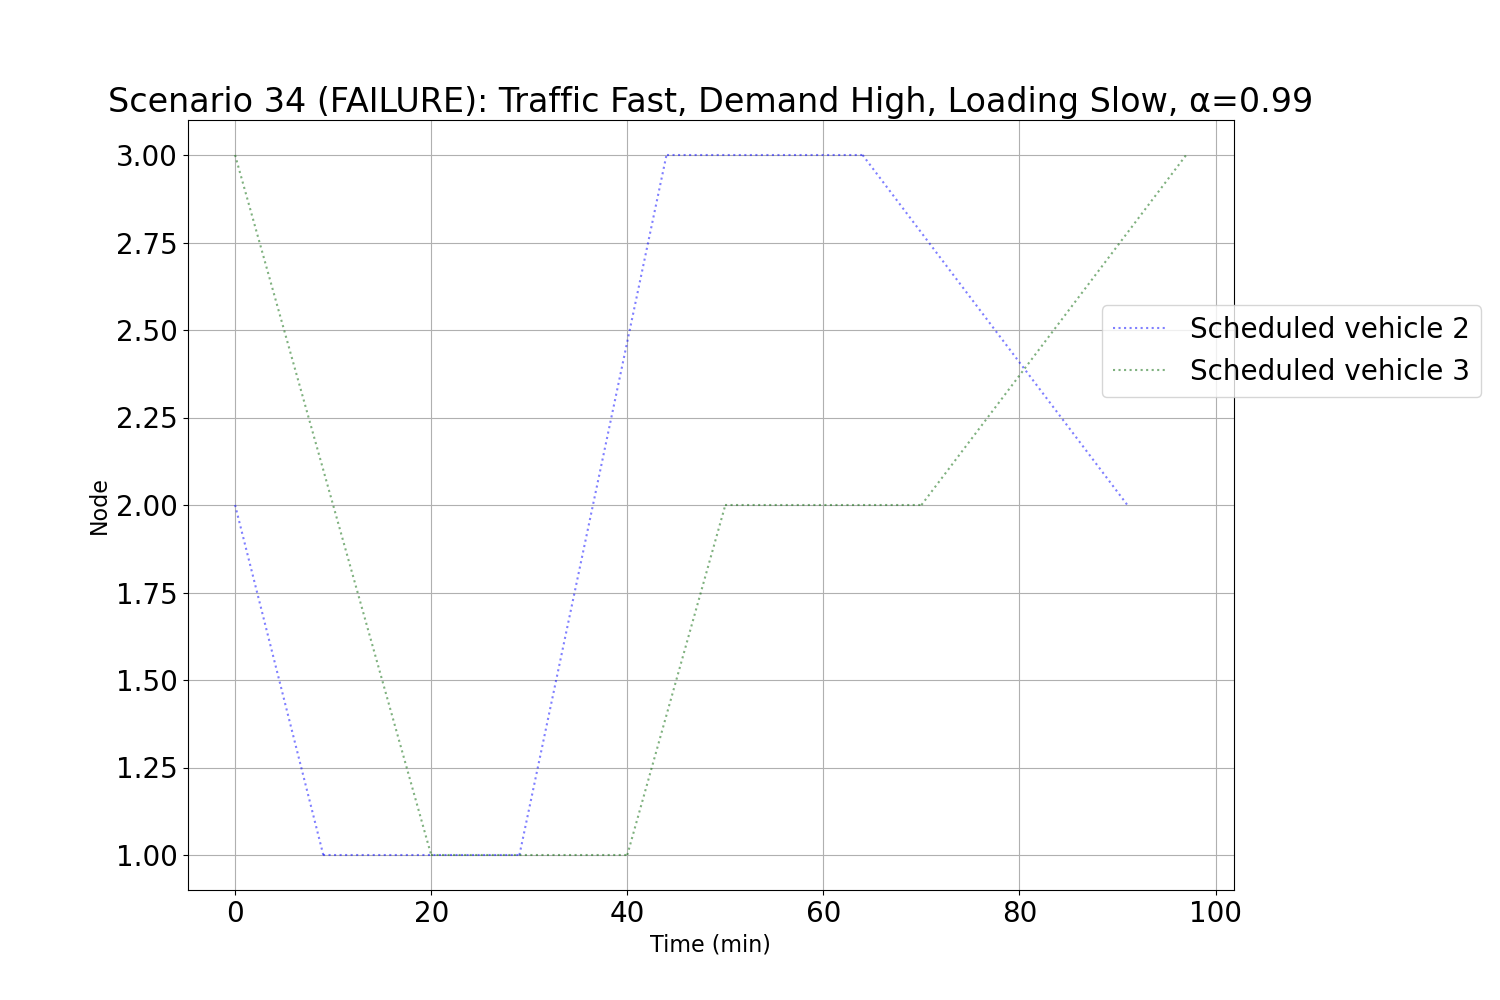 Scenario 34 (FAILURE): Traffic Fast, Demand High, Loading Slow, α=0.99
3.00
2.75
2.50
2.25
2.00
1.75
1.50
1.25
1.00
Node
Scheduled vehicle 2
Scheduled vehicle 3
0 20 40 60 80 100
Time (min)